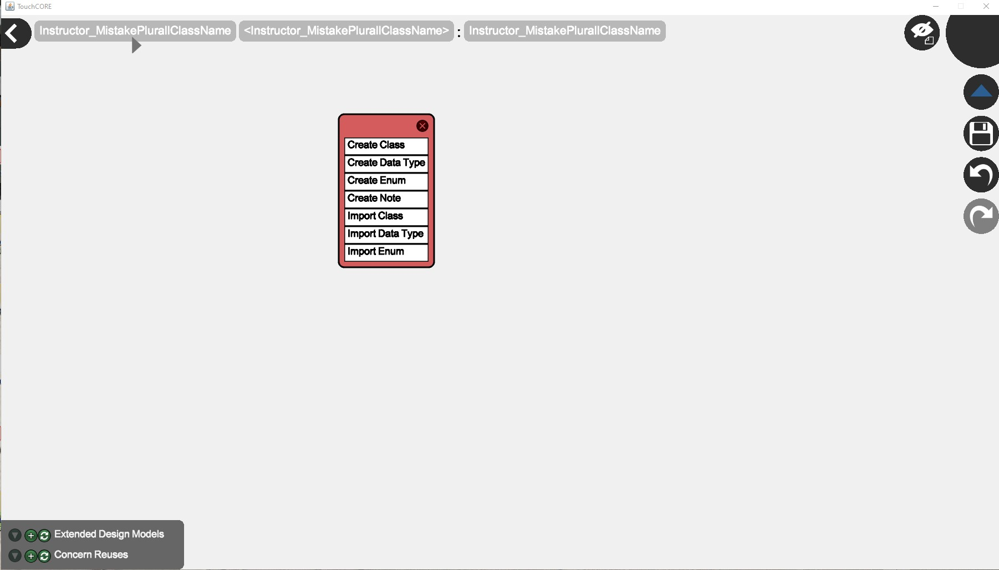 TouchCORE
Instructor_MistakePlurallClassName <Instructor_MistakePlurallClassName> : Instructor_MistakePlurallClassName
Create Class
Create Data Type
Create Enum
Create Note
Import Class
Import Data Type
Import Enum
Extended Design Models
Concern Reuses